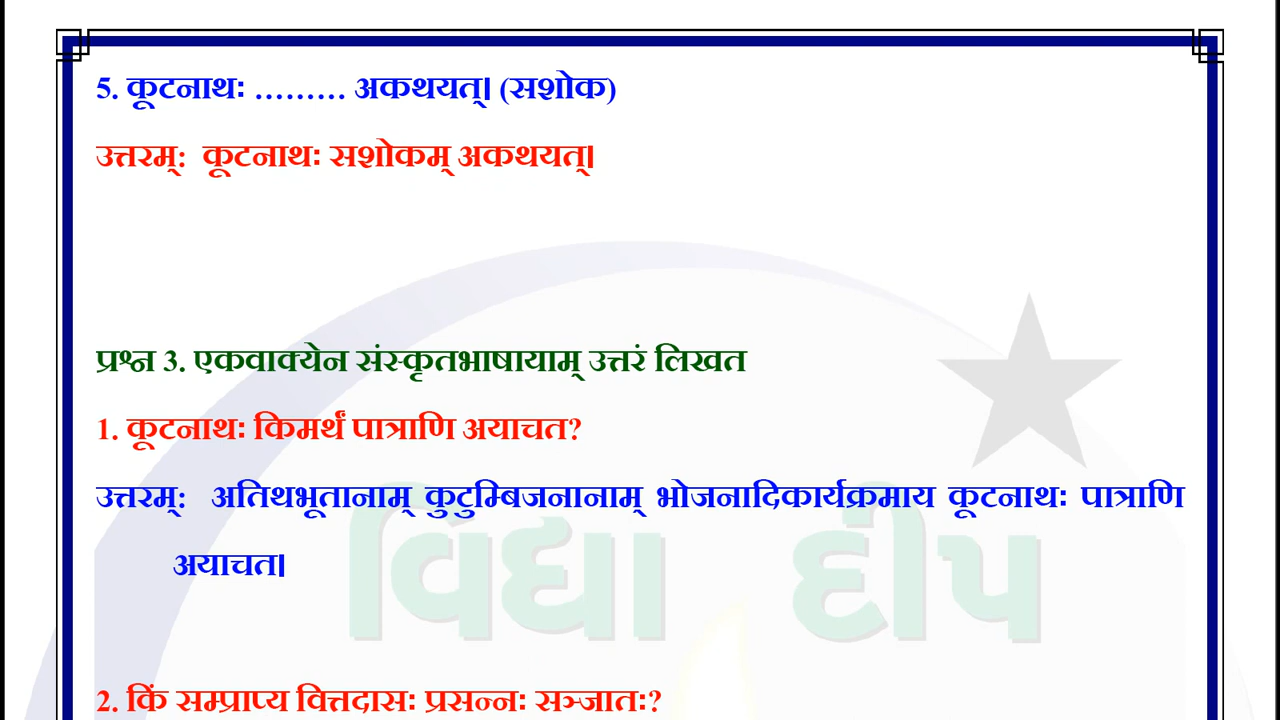 5. कूटनाथः ……… अकथयत्। (सशोक)
उत्तरम्: कूटनाथः सशोकम् अकथयत्।
प्रश्न 3. एकवाक्येन संस्कृतभाषायाम् उत्तरं लिखत
1. कूटनाथः किमर्थं पात्राणि अयाचत?
उत्तरम्: अतिथभूतानाम् कुटुम्बिजनानाम् भोजनादिकार्यक्रमाय कूटनाथः पात्राणि
अयाचत।
વિદ્યા દીપ
2. किं सम्प्राप्य वित्तदासः प्रसन्नः सञ्जातः?